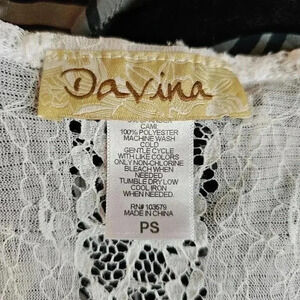 Davina
CAMI
100% POLYESTER
MACHINE WASH
COLD
GENTLE CYCLE
WITH LIKE COLORS
ONLY NON-CHLORINE
BLEACH WHEN
NEEDED
TUMBLE DRY LOW
COOL IRON
WHEN NEEDED.
RN# 103579
MADE IN CHINA
PS